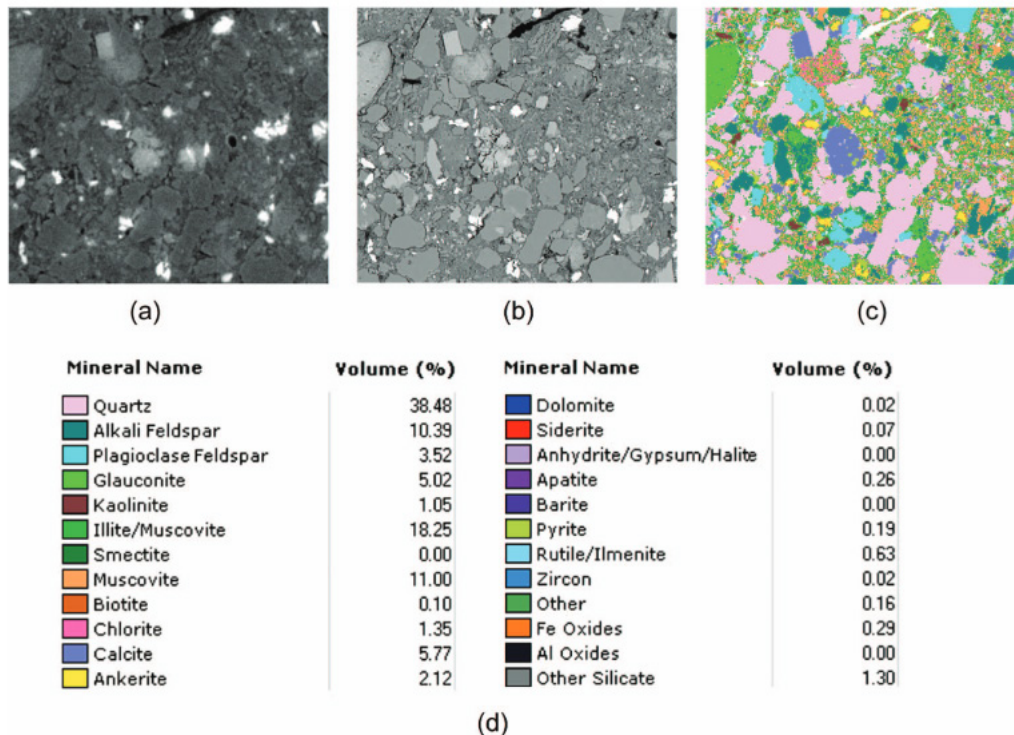 (a) (b) (c)
Mineral Name Volume (%) Mineral Name Volume (%)
Quartz 38.48 Dolomite 0.02
Alkali Feldspar 10.39 Siderite 0.07
Plagioclase Feldspar 3.52 Anhydrite/Gypsum/Halite 0.00
Glauconite 5.02 Apatite 0.26
Kaolinite 1.05 Barite 0.00
Illite/Muscovite 18.25 Pyrite 0.19
Smectite 0.00 Rutile/Ilmenite 0.63
Muscovite 11.00 Zircon 0.02
Biotite 0.10 Other 0.16
Chlorite 1.35 Fe Oxides 0.29
Calcite 5.77 Al Oxides 0.00
Ankerite 2.12 Other Silicate 1.30
(d)